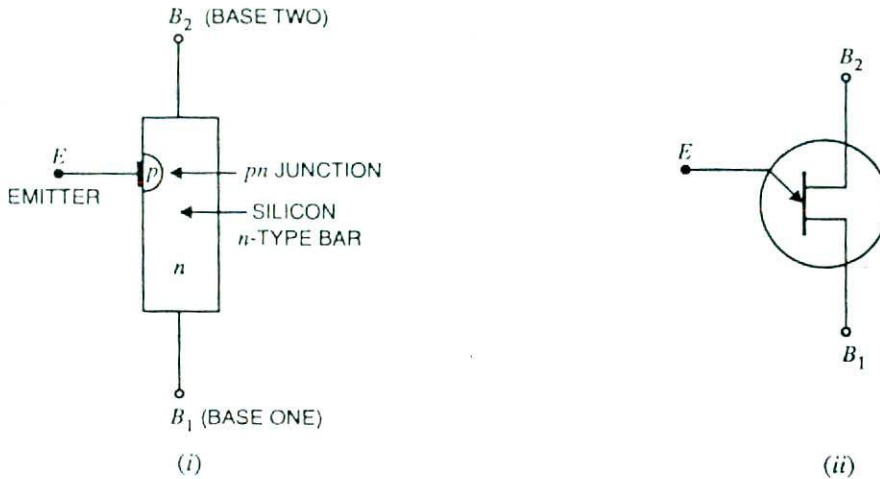 B2 (BASE TWO)
E
EMITTER
p
pn JUNCTION
SILICON
n-TYPE BAR
n
B1 (BASE ONE)
(i)
B2
E
B1
(ii)